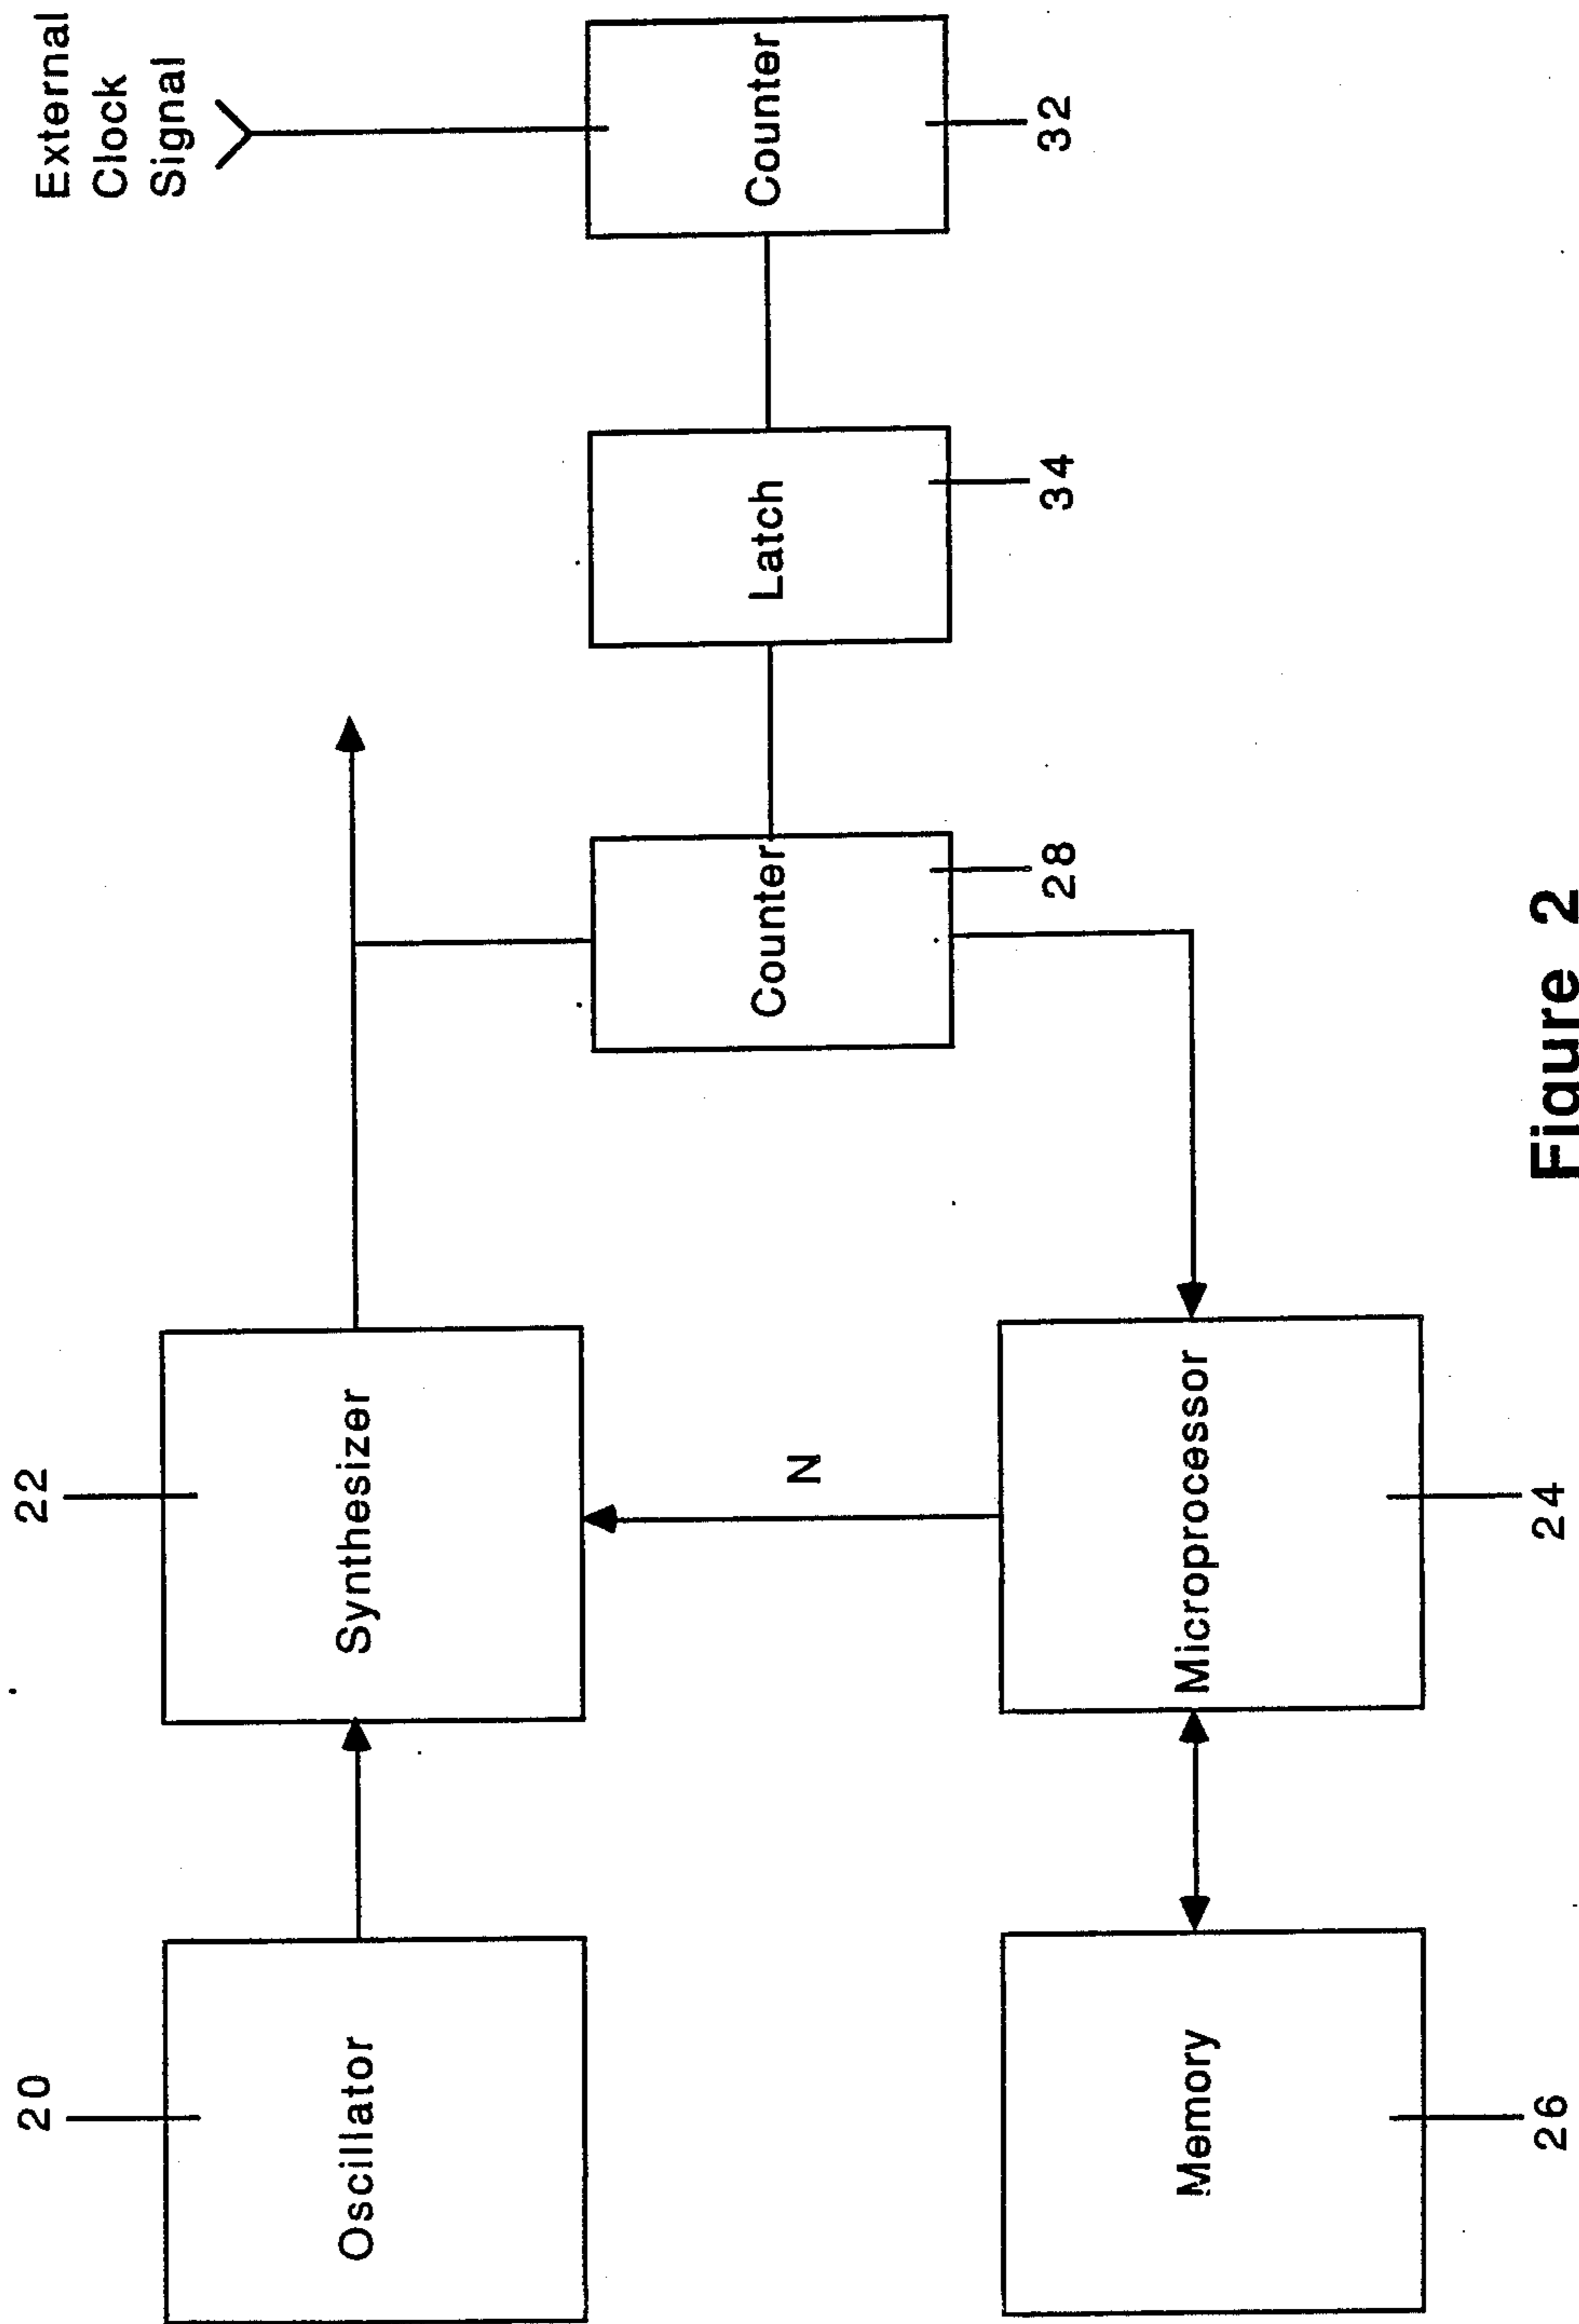 External
Clock
Signal
22
20
Oscillator
Synthesizer
N
Counter
Latch
Counter
28
34
32
Memory
Microprocessor
26
24
Figure 2